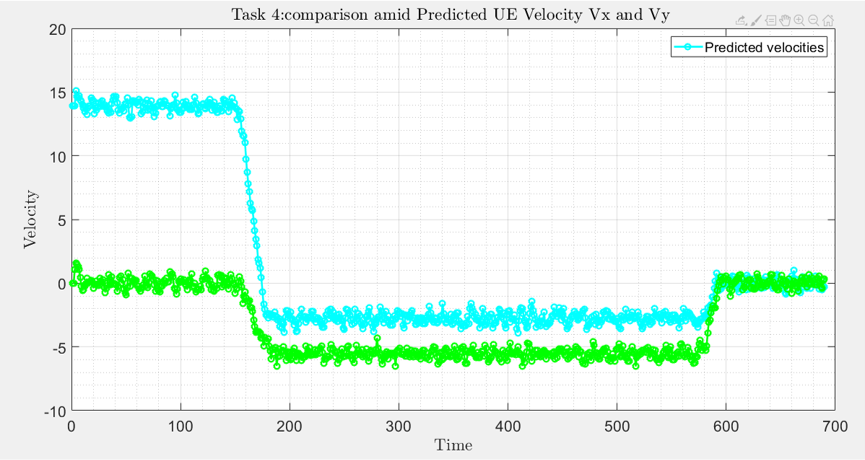 Task 4:comparison amid Predicted UE Velocity Vx and Vy
Predicted velocities
20
15
10
5
0
-5
-10
Velocity
0 100 200 300 400 500 600 700
Time